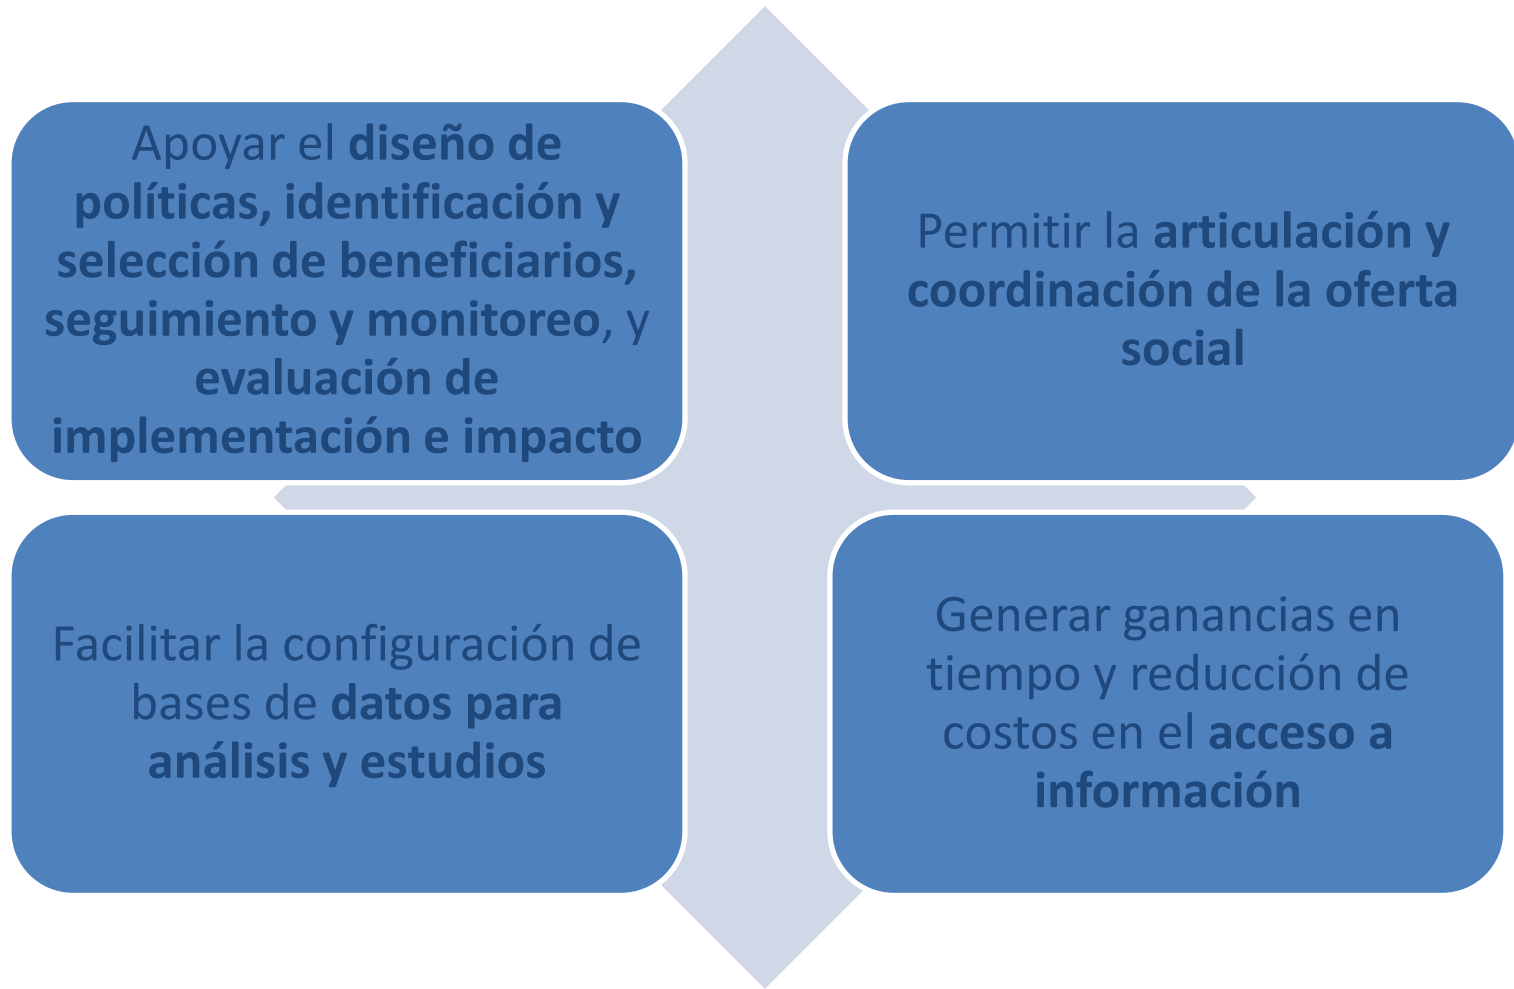 Apoyar el diseño de
políticas, identificación y
selección de beneficiarios,
seguimiento y monitoreo, y
evaluación de
implementación e impacto
Permitir la articulación y
coordinación de la oferta
social
Facilitar la configuración de
bases de datos para
análisis y estudios
Generar ganancias en
tiempo y reducción de
costos en el acceso a
información